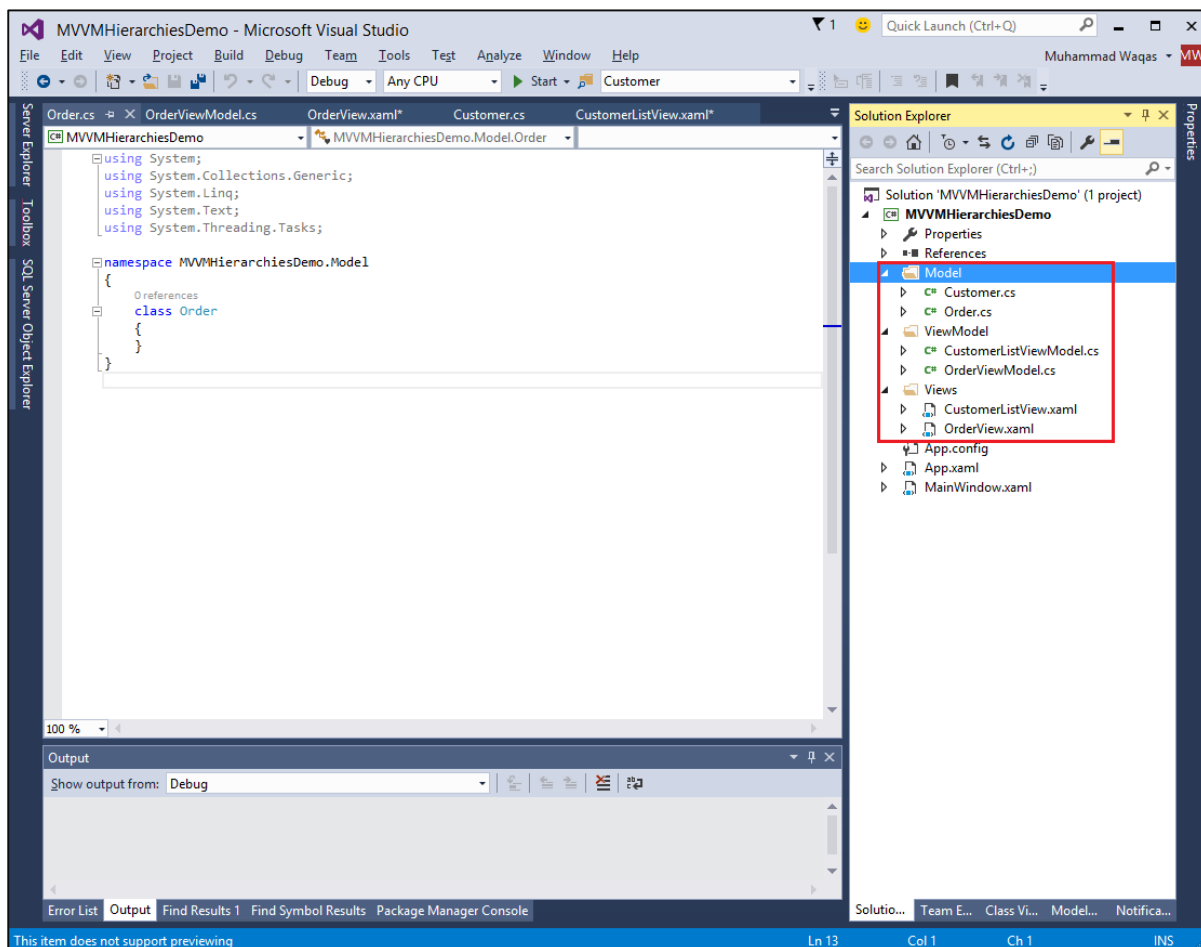 MVVMHierarchiesDemo - Microsoft Visual Studio
1
Quick Launch (Ctrl+Q)
File Edit View Project Build Debug Team Tools Test Analyze Window Help
Muhammad Waqas
MW
Debug
Any CPU
Start
Customer
Server Explorer
Toolbox
SQL Server Object Explorer
Order.cs
OrderViewModel.cs
OrderView.xaml*
Customer.cs
CustomerListView.xaml*
C# MVVMHierarchiesDemo
MVVMHierarchiesDemo.Model.Order
using System;
using System.Collections.Generic;
using System.Linq;
using System.Text;
using System.Threading.Tasks;
namespace MVVMHierarchiesDemo.Model
{
0 references
class Order
{
}
}
100 %
Output
Show output from: Debug
Error List Output Find Results 1 Find Symbol Results Package Manager Console
Solution Explorer
Search Solution Explorer (Ctrl+;)
Solution 'MVVMHierarchiesDemo' (1 project)
C# MVVMHierarchiesDemo
Properties
References
Model
C# Customer.cs
C# Order.cs
ViewModel
C# CustomerListViewModel.cs
C# OrderViewModel.cs
Views
CustomerListView.xaml
OrderView.xaml
App.config
App.xaml
MainWindow.xaml
Solutio... Team E... Class Vi... Model... Notifica...
Properties
This item does not support previewing
Ln 13 Col 1 Ch 1 INS